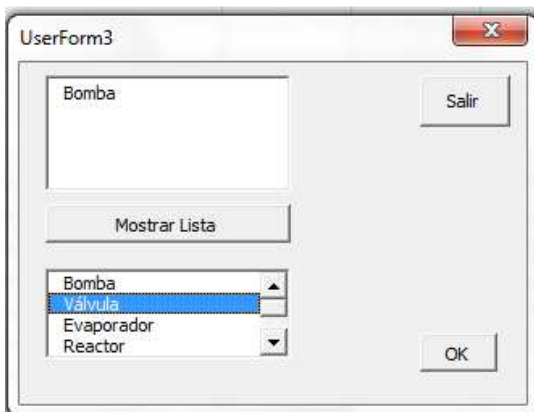 UserForm3
Bomba
Salir
Mostrar Lista
Bomba
Válvula
Evaporador
Reactor
OK